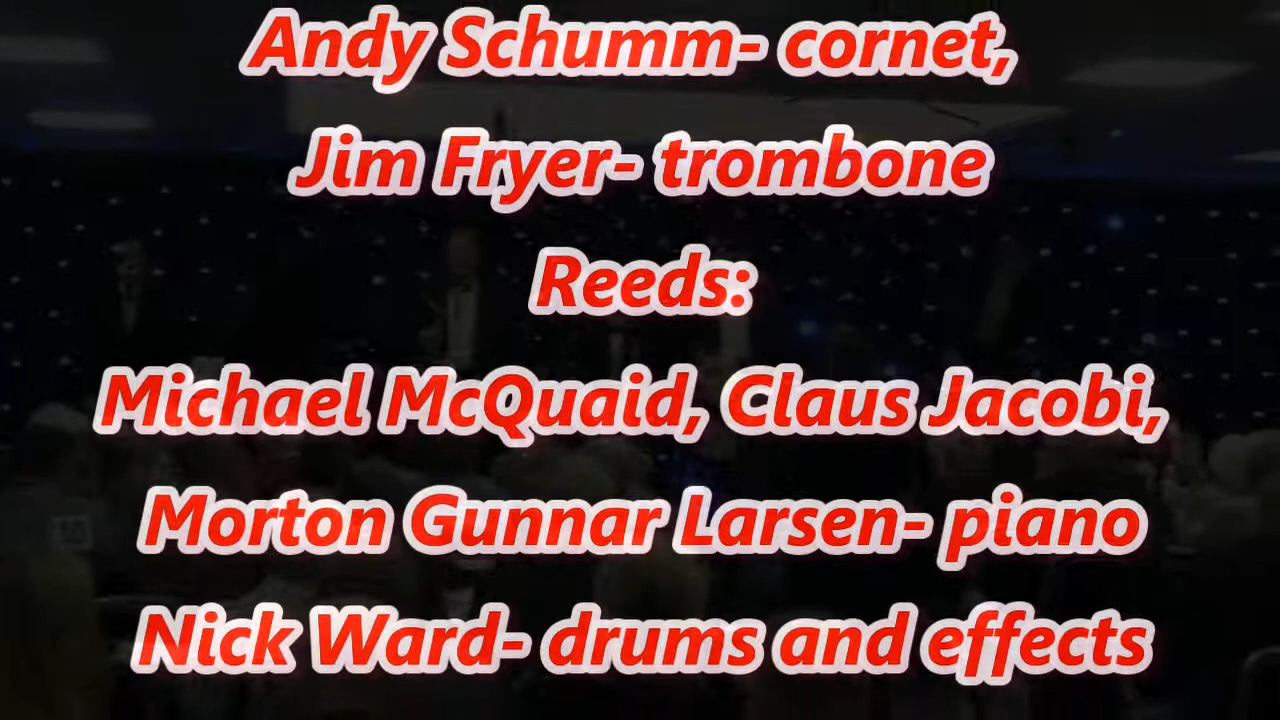 Andy Schumm- cornet,
Jim Fryer- trombone
Reeds:
Michael McQuaid, Claus Jacobi,
Morton Gunnar Larsen- piano
Nick Ward- drums and effects